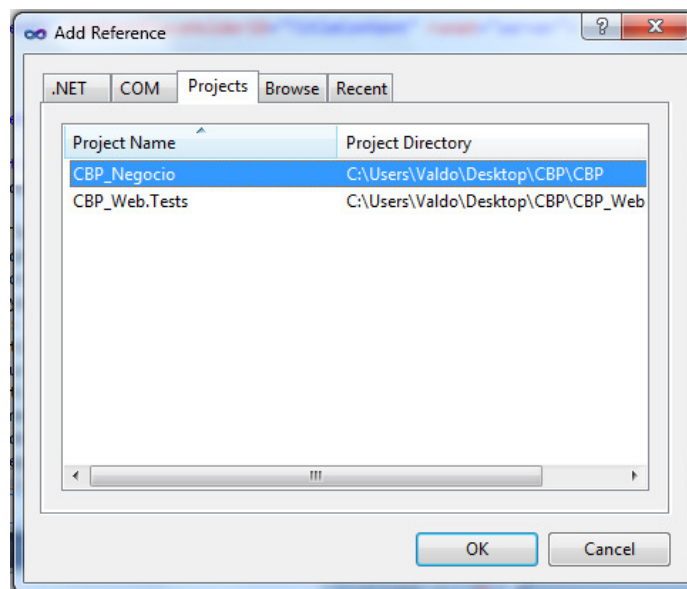 Add Reference
.NET COM Projects Browse Recent
Project Name Project Directory
CBP_Negocio C:\Users\Valdo\Desktop\CBP\CBP
CBP_Web.Tests C:\Users\Valdo\Desktop\CBP\CBP_Web
OK Cancel